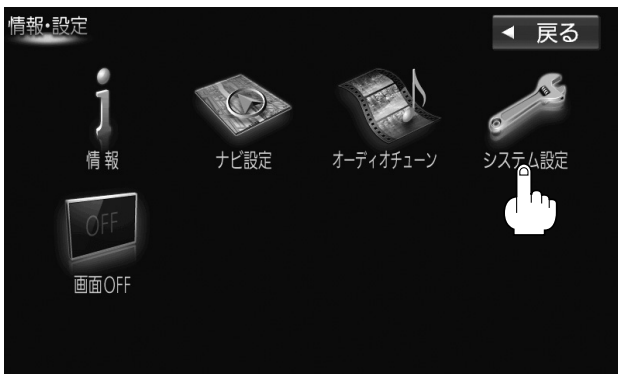 情報・設定
◀ 戻る
情報
ナビ設定
オーディオチューン
システム設定
OFF
画面OFF